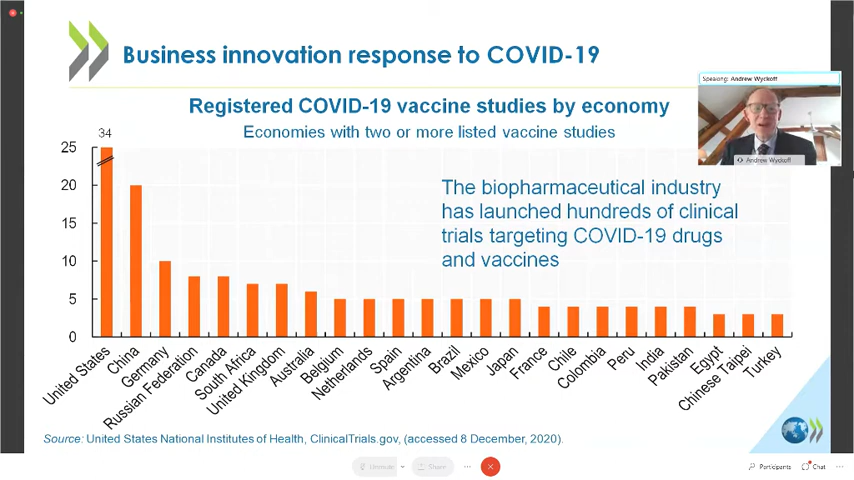 Business innovation response to COVID-19
Speaking: Andrew Wyckoff
Andrew Wyckoff
Registered COVID-19 vaccine studies by economy
Economies with two or more listed vaccine studies
34
25
20
15
10
5
0
The biopharmaceutical industry
has launched hundreds of clinical
trials targeting COVID-19 drugs
and vaccines
United States
China
Germany
Russian Federation
Canada
South Africa
United Kingdom
Australia
Belgium
Netherlands
Spain
Argentina
Brazil
Mexico
Japan
France
Chile
Colombia
Peru
India
Pakistan
Egypt
Chinese Taipei
Turkey
Source: United States National Institutes of Health, ClinicalTrials.gov, (accessed 8 December, 2020).
Unmute
Share
Participants
Chat